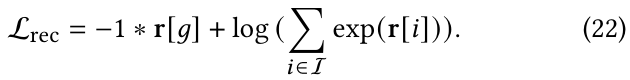 ℒ_rec = −1 ∗ 𝐫[g] + log (∑_{i∈ℐ} exp(𝐫[i])). (22)